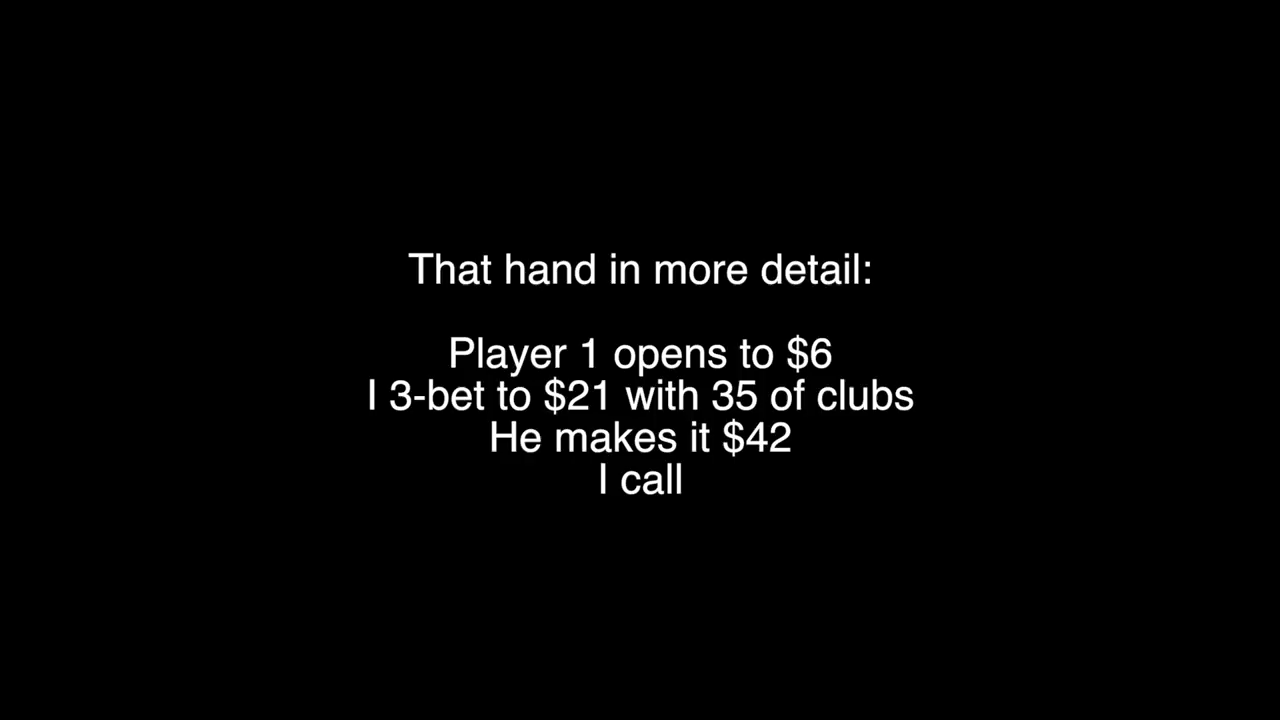 That hand in more detail:
Player 1 opens to $6
I 3-bet to $21 with 35 of clubs
He makes it $42
I call